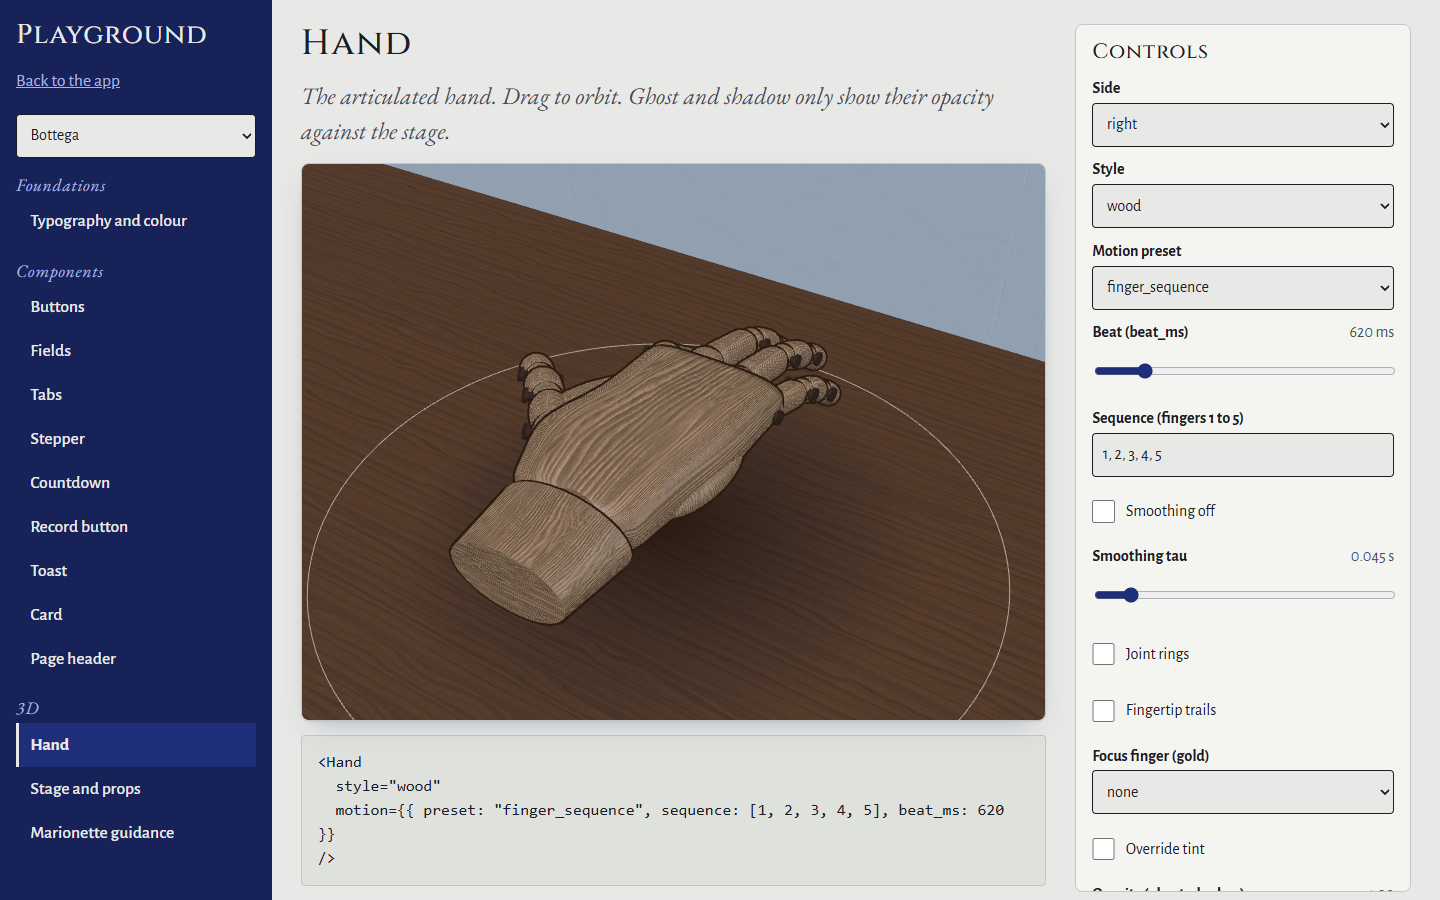 Playground
Back to the app
Bottega
Foundations
Typography and colour
Components
Buttons
Fields
Tabs
Stepper
Countdown
Record button
Toast
Card
Page header
3D
Hand
Stage and props
Marionette guidance
Hand
The articulated hand. Drag to orbit. Ghost and shadow only show their opacity
against the stage.
<Hand
  style="wood"
  motion={{ preset: "finger_sequence", sequence: [1, 2, 3, 4, 5], beat_ms: 620
}}
/>
Controls
Side
right
Style
wood
Motion preset
finger_sequence
Beat (beat_ms) 620 ms
Sequence (fingers 1 to 5)
1, 2, 3, 4, 5
Smoothing off
Smoothing tau 0.045 s
Joint rings
Fingertip trails
Focus finger (gold)
none
Override tint